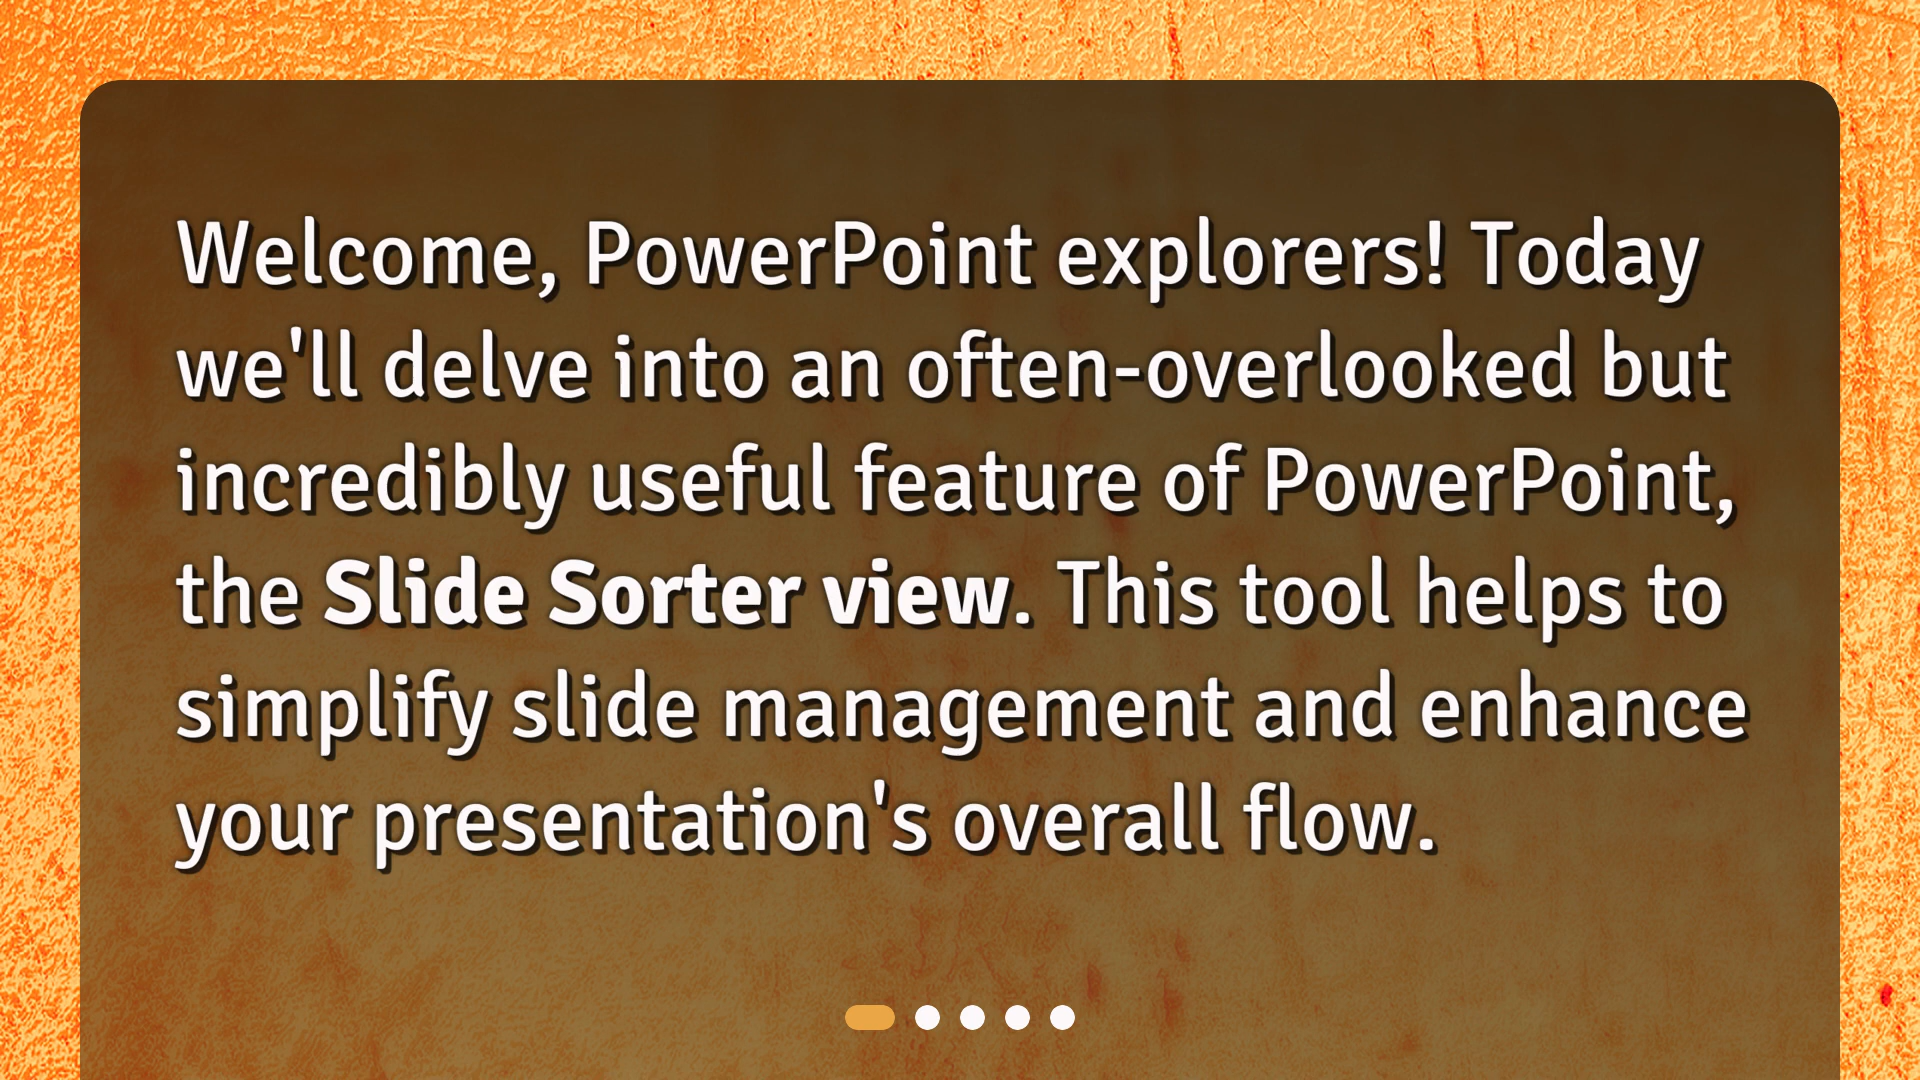 Welcome, PowerPoint explorers! Today
we'll delve into an often-overlooked but
incredibly useful feature of PowerPoint,
the Slide Sorter view. This tool helps to
simplify slide management and enhance
your presentation's overall flow.